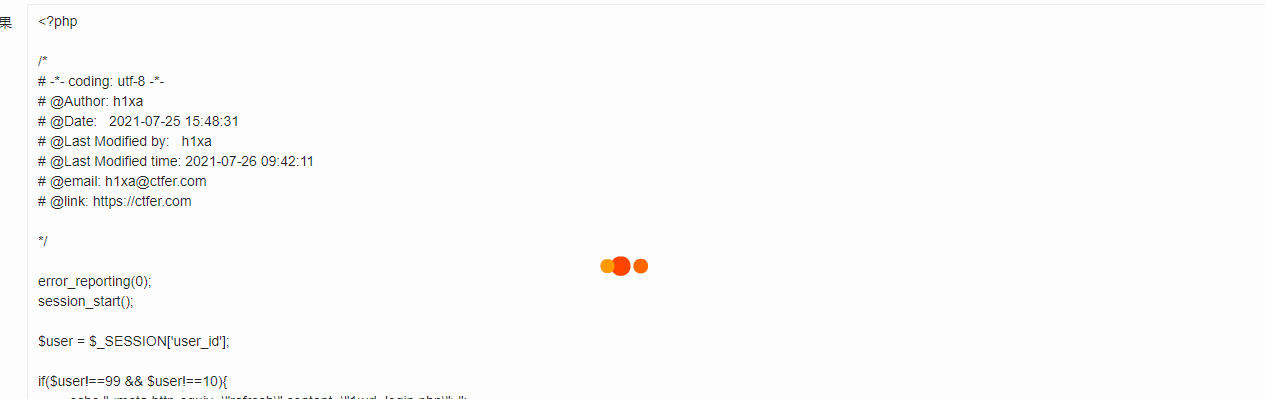 果
<?php
/*
# -*- coding: utf-8 -*-
# @Author: h1xa
# @Date:   2021-07-25 15:48:31
# @Last Modified by:   h1xa
# @Last Modified time: 2021-07-26 09:42:11
# @email: h1xa@ctfer.com
# @link: https://ctfer.com
*/
error_reporting(0);
session_start();
$user = $_SESSION['user_id'];
if($user!==99 && $user!==10){